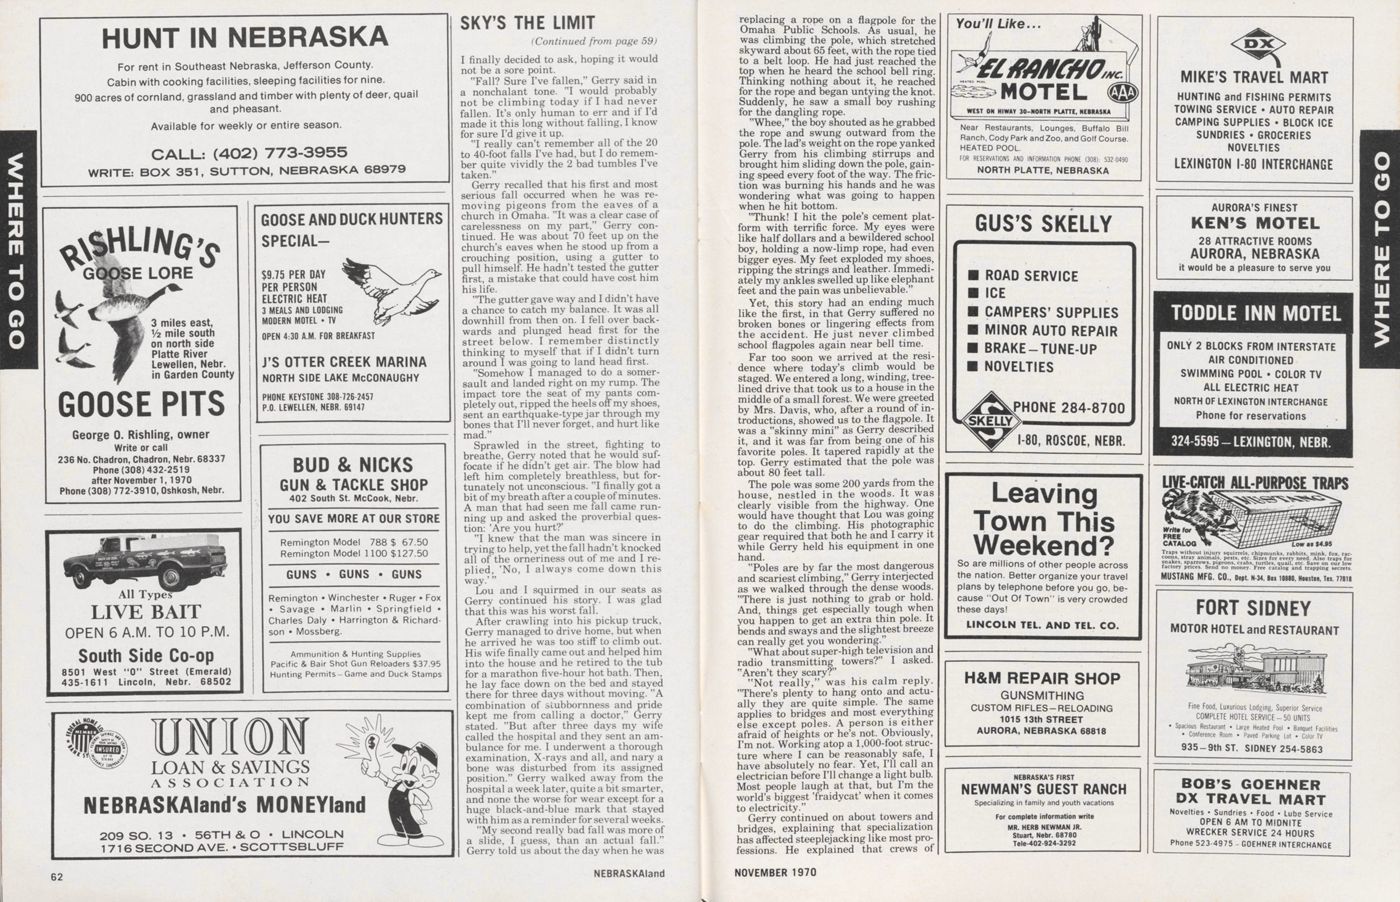 WHERE TO GO
HUNT IN NEBRASKA
For rent in Southeast Nebraska, Jefferson County.
Cabin with cooking facilities, sleeping facilities for nine.
900 acres of cornland, grassland and timber with plenty of deer, quail
and pheasant.
Available for weekly or entire season.
CALL: (402) 773-3955
WRITE: BOX 351, SUTTON, NEBRASKA 68979
RISHLING'S
GOOSE LORE
3 miles east,
½ mile south
on north side
Platte River
Lewellen, Nebr.
in Garden County
GOOSE PITS
George O. Rishling, owner
Write or call
236 No. Chadron, Chadron, Nebr. 68337
Phone (308) 432-2519
after November 1, 1970
Phone (308) 772-3910, Oshkosh, Nebr.
GOOSE AND DUCK HUNTERS
SPECIAL—
$9.75 PER DAY
PER PERSON
ELECTRIC HEAT
3 MEALS AND LODGING
MODERN MOTEL • TV
OPEN 4:30 A.M. FOR BREAKFAST
J'S OTTER CREEK MARINA
NORTH SIDE LAKE McCONAUGHY
PHONE KEYSTONE 308-726-2457
P.O. LEWELLEN, NEBR. 69147
All Types
LIVE BAIT
OPEN 6 A.M. TO 10 P.M.
South Side Co-op
8501 West "O" Street (Emerald)
435-1611 Lincoln, Nebr. 68502
BUD & NICKS
GUN & TACKLE SHOP
402 South St. McCook, Nebr.
YOU SAVE MORE AT OUR STORE
Remington Model 788 $ 67.50
Remington Model 1100 $127.50
GUNS • GUNS • GUNS
Remington • Winchester • Ruger • Fox
• Savage • Marlin • Springfield •
Charles Daly • Harrington & Richard-
son • Mossberg.
Ammunition & Hunting Supplies
Pacific & Bair Shot Gun Reloaders $37.95
Hunting Permits—Game and Duck Stamps
MEMBER
INSURED
UNION
LOAN & SAVINGS
ASSOCIATION
NEBRASKAland's MONEYland
209 SO. 13 • 56TH & O • LINCOLN
1716 SECOND AVE. • SCOTTSBLUFF
62
SKY'S THE LIMIT
(Continued from page 59)
I finally decided to ask, hoping it would
not be a sore point.
"Fall? Sure I've fallen," Gerry said in
a nonchalant tone. "I would probably
not be climbing today if I had never
fallen. It's only human to err and if I'd
made it this long without falling, I know
for sure I'd give it up.
"I really can't remember all of the 20
to 40-foot falls I've had, but I do remem-
ber quite vividly the 2 bad tumbles I've
taken."
Gerry recalled that his first and most
serious fall occurred when he was re-
moving pigeons from the eaves of a
church in Omaha. "It was a clear case of
carelessness on my part," Gerry con-
tinued. He was about 70 feet up on the
church's eaves when he stood up from a
crouching position, using a gutter to
pull himself. He hadn't tested the gutter
first, a mistake that could have cost him
his life.
"The gutter gave way and I didn't have
a chance to catch my balance. It was all
downhill from then on. I fell over back-
wards and plunged head first for the
street below. I remember distinctly
thinking to myself that if I didn't turn
around I was going to land head first.
"Somehow I managed to do a somer-
sault and landed right on my rump. The
impact tore the seat of my pants com-
pletely out, ripped the heels off my shoes,
sent an earthquake-type jar through my
bones that I'll never forget, and hurt like
mad."
Sprawled in the street, fighting to
breathe, Gerry noted that he would suf-
focate if he didn't get air. The blow had
left him completely breathless, but for-
tunately not unconscious. "I finally got a
bit of my breath after a couple of minutes.
A man that had seen me fall came run-
ning up and asked the proverbial ques-
tion: 'Are you hurt?'
"I knew that the man was sincere in
trying to help, yet the fall hadn't knocked
all of the orneriness out of me and I re-
plied, 'No, I always come down this
way.'"
Lou and I squirmed in our seats as
Gerry continued his story. I was glad
that this was his worst fall.
After crawling into his pickup truck,
Gerry managed to drive home, but when
he arrived he was too stiff to climb out.
His wife finally came out and helped him
into the house and he retired to the tub
for a marathon five-hour hot bath. Then,
he lay face down on the bed and stayed
there for three days without moving. "A
combination of stubbornness and pride
kept me from calling a doctor," Gerry
stated. "But after three days my wife
called the hospital and they sent an am-
bulance for me. I underwent a thorough
examination, X-rays and all, and nary a
bone was disturbed from its assigned
position." Gerry walked away from the
hospital a week later, quite a bit smarter,
and none the worse for wear except for a
huge black-and-blue mark that stayed
with him as a reminder for several weeks.
"My second really bad fall was more of
a slide, I guess, than an actual fall."
Gerry told us about the day when he was
NEBRASKAland
replacing a rope on a flagpole for the
Omaha Public Schools. As usual, he
was climbing the pole, which stretched
skyward about 65 feet, with the rope tied
to a belt loop. He had just reached the
top when he heard the school bell ring.
Thinking nothing about it, he reached
for the rope and began untying the knot.
Suddenly, he saw a small boy rushing
for the dangling rope.
"Whee," the boy shouted as he grabbed
the rope and swung outward from the
pole. The lad's weight on the rope yanked
Gerry from his climbing stirrups and
brought him sliding down the pole, gain-
ing speed every foot of the way. The fric-
tion was burning his hands and he was
wondering what was going to happen
when he hit bottom.
"Thunk! I hit the pole's cement plat-
form with terrific force. My eyes were
like half dollars and a bewildered school
boy, holding a now-limp rope, had even
bigger eyes. My feet exploded my shoes,
ripping the strings and leather. Immedi-
ately my ankles swelled up like elephant
feet and the pain was unbelievable."
Yet, this story had an ending much
like the first, in that Gerry suffered no
broken bones or lingering effects from
the accident. He just never climbed
school flagpoles again near bell time.
Far too soon we arrived at the resi-
dence where today's climb would be
staged. We entered a long, winding, tree-
lined drive that took us to a house in the
middle of a small forest. We were greeted
by Mrs. Davis, who, after a round of in-
troductions, showed us to the flagpole. It
was a "skinny mini" as Gerry described
it, and it was far from being one of his
favorite poles. It tapered rapidly at the
top. Gerry estimated that the pole was
about 80 feet tall.
The pole was some 200 yards from the
house, nestled in the woods. It was
clearly visible from the highway. One
would have thought that Lou was going
to do the climbing. His photographic
gear required that both he and I carry it
while Gerry held his equipment in one
hand.
"Poles are by far the most dangerous
and scariest climbing," Gerry interjected
as we walked through the dense woods.
"There is just nothing to grab or hold.
And, things get especially tough when
you happen to get an extra thin pole. It
bends and sways and the slightest breeze
can really get you wondering."
"What about super-high television and
radio transmitting towers?" I asked.
"Aren't they scary?"
"Not really," was his calm reply.
"There's plenty to hang onto and actu-
ally they are quite simple. The same
applies to bridges and most everything
else except poles. A person is either
afraid of heights or he's not. Obviously,
I'm not. Working atop a 1,000-foot struc-
ture where I can be reasonably safe, I
have absolutely no fear. Yet, I'll call an
electrician before I'll change a light bulb.
Most people laugh at that, but I'm the
world's biggest 'fraidycat' when it comes
to electricity."
Gerry continued on about towers and
bridges, explaining that specialization
has affected steeplejacking like most pro-
fessions. He explained that crews of
NOVEMBER 1970
You'll Like...
EL RANCHO INC.
MOTEL
AAA
HEATED POOL
WEST ON HIWAY 30—NORTH PLATTE, NEBRASKA
Near Restaurants, Lounges, Buffalo Bill
Ranch, Cody Park and Zoo, and Golf Course.
HEATED POOL.
FOR RESERVATIONS AND INFORMATION PHONE (308) 532-0490
NORTH PLATTE, NEBRASKA
GUS'S SKELLY
■ ROAD SERVICE
■ ICE
■ CAMPERS' SUPPLIES
■ MINOR AUTO REPAIR
■ BRAKE—TUNE-UP
■ NOVELTIES
SKELLY
PHONE 284-8700
I-80, ROSCOE, NEBR.
Leaving
Town This
Weekend?
So are millions of other people across
the nation. Better organize your travel
plans by telephone before you go, be-
cause "Out Of Town" is very crowded
these days!
LINCOLN TEL. AND TEL. CO.
H&M REPAIR SHOP
GUNSMITHING
CUSTOM RIFLES—RELOADING
1015 13th STREET
AURORA, NEBRASKA 68818
NEBRASKA'S FIRST
NEWMAN'S GUEST RANCH
Specializing in family and youth vacations
For complete information write
MR. HERB NEWMAN JR.
Stuart, Nebr. 68780
Tele-402-924-3292
DX
MIKE'S TRAVEL MART
HUNTING and FISHING PERMITS
TOWING SERVICE • AUTO REPAIR
CAMPING SUPPLIES • BLOCK ICE
SUNDRIES • GROCERIES
NOVELTIES
LEXINGTON I-80 INTERCHANGE
AURORA'S FINEST
KEN'S MOTEL
28 ATTRACTIVE ROOMS
AURORA, NEBRASKA
it would be a pleasure to serve you
TODDLE INN MOTEL
ONLY 2 BLOCKS FROM INTERSTATE
AIR CONDITIONED
SWIMMING POOL • COLOR TV
ALL ELECTRIC HEAT
NORTH OF LEXINGTON INTERCHANGE
Phone for reservations
324-5595—LEXINGTON, NEBR.
LIVE-CATCH ALL-PURPOSE TRAPS
MUSTANG
Write for
FREE
CATALOG
Low as $4.95
Traps without injury squirrels, chipmunks, rabbits, mink, fox, rac-
coons, stray animals, pests, etc. Sizes for every need. Also traps for
snakes, sparrows, pigeons, crabs, turtles, quail, etc. Save on our low
factory prices. Send no money. Free catalog and trapping secrets.
MUSTANG MFG. CO., Dept. N-34, Box 10880, Houston, Tex. 77018
FORT SIDNEY
MOTOR HOTEL and RESTAURANT
Fine Food, Luxurious Lodging, Superior Service
COMPLETE HOTEL SERVICE—50 UNITS
• Spacious Restaurant • Large Heated Pool • Banquet Facilities
• Conference Room • Paved Parking Lot • Color TV
935—9th ST. SIDNEY 254-5863
BOB'S GOEHNER
DX TRAVEL MART
Novelties • Sundries • Food • Lube Service
OPEN 6 AM TO MIDNITE
WRECKER SERVICE 24 HOURS
Phone 523-4975—GOEHNER INTERCHANGE
WHERE TO GO